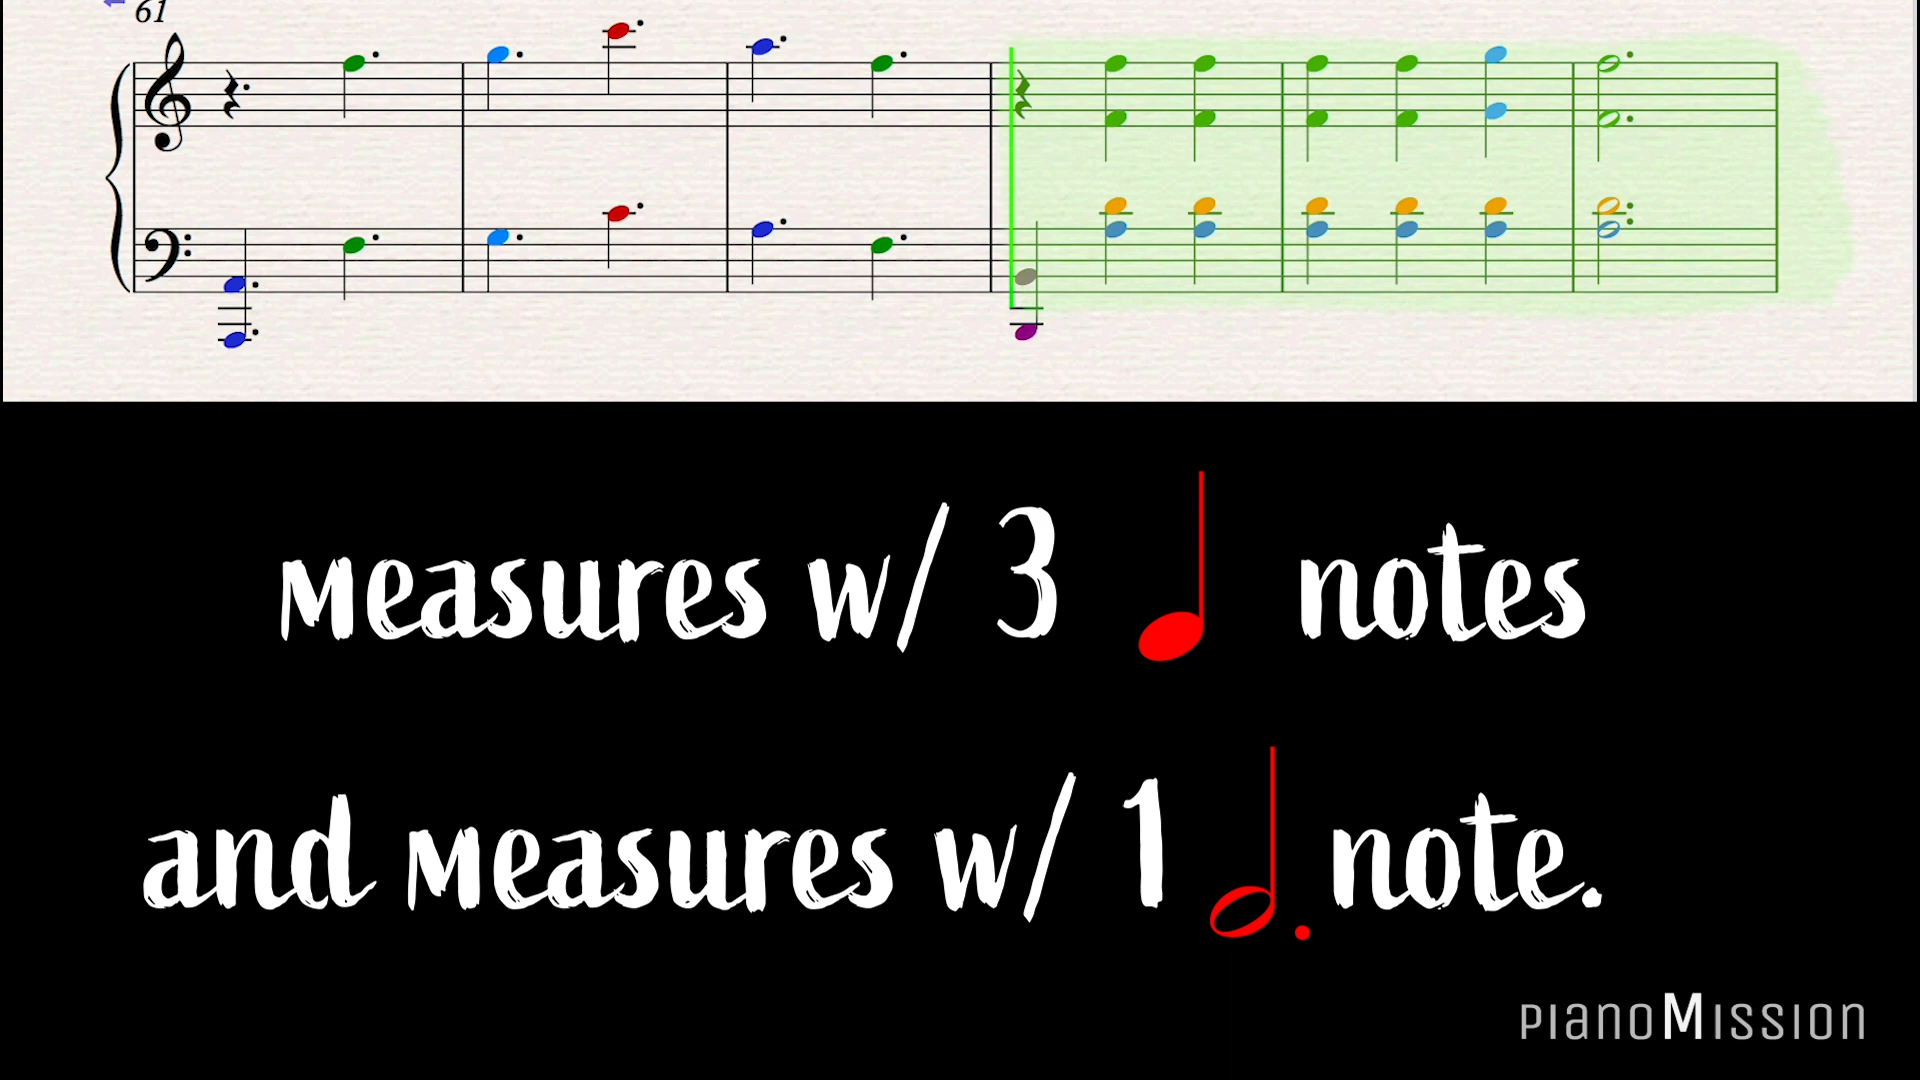 61
measures w/ 3 notes
and measures w/ 1 note.
pianoMission